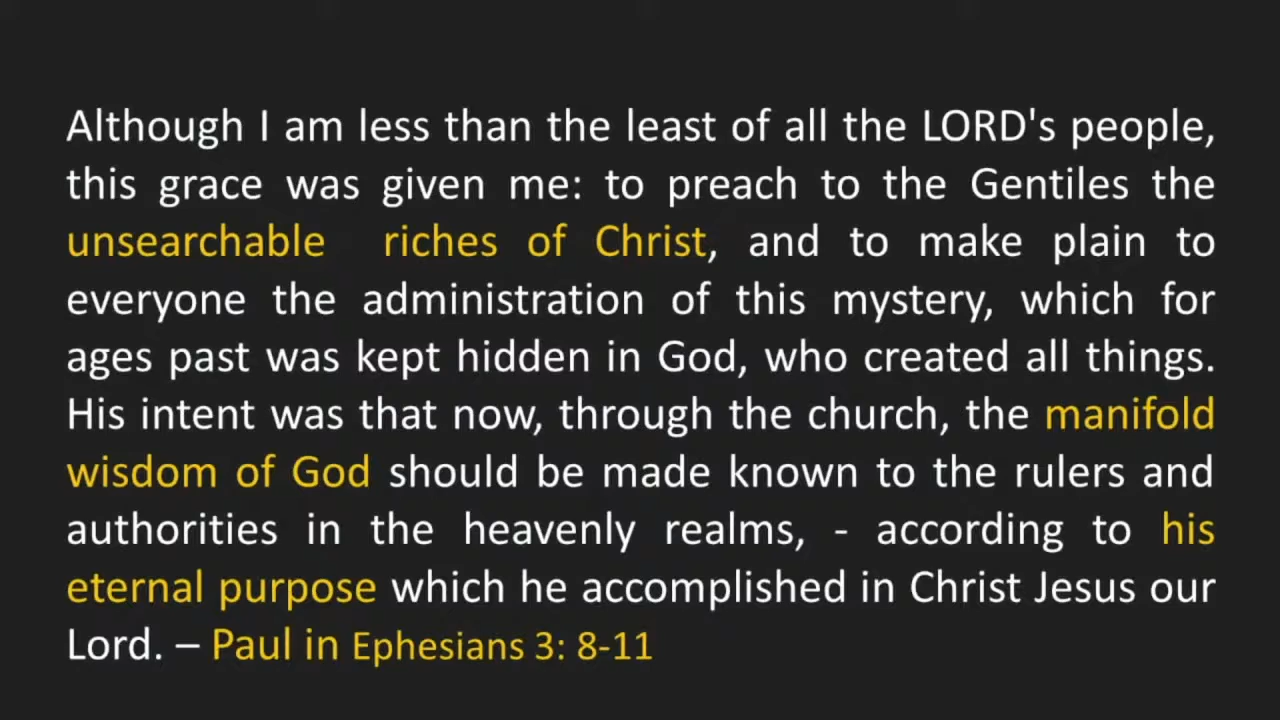 Although I am less than the least of all the LORD's people,
this grace was given me: to preach to the Gentiles the
unsearchable riches of Christ, and to make plain to
everyone the administration of this mystery, which for
ages past was kept hidden in God, who created all things.
His intent was that now, through the church, the manifold
wisdom of God should be made known to the rulers and
authorities in the heavenly realms, - according to his
eternal purpose which he accomplished in Christ Jesus our
Lord. – Paul in Ephesians 3: 8-11